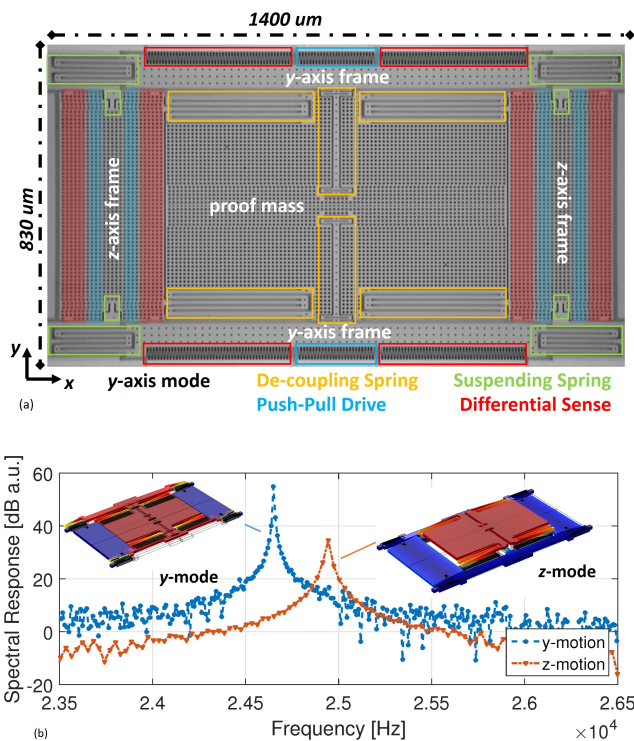 1400 um
830 um
y-axis frame
z-axis frame
proof mass
z-axis frame
y-axis frame
y
x
y-axis mode
De-coupling Spring
Suspending Spring
Push-Pull Drive
Differential Sense
(a)
Spectral Response [dB a.u.]
60
40
20
0
-20
y-mode
z-mode
y-motion
z-motion
2.35
2.4
2.45
2.5
2.55
2.6
2.65
Frequency [Hz]
×10⁴
(b)